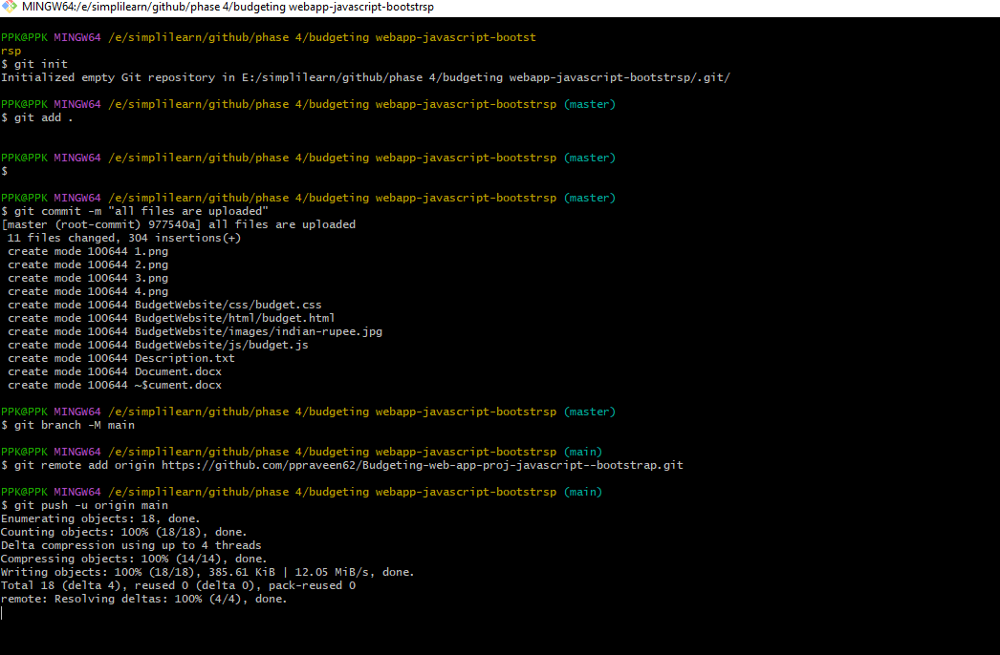 MINGW64:/e/simplilearn/github/phase 4/budgeting webapp-javascript-bootstrsp
PPK@PPK MINGW64 /e/simplilearn/github/phase 4/budgeting webapp-javascript-bootst
rsp
$ git init
Initialized empty Git repository in E:/simplilearn/github/phase 4/budgeting webapp-javascript-bootstrsp/.git/
PPK@PPK MINGW64 /e/simplilearn/github/phase 4/budgeting webapp-javascript-bootstrsp (master)
$ git add .
PPK@PPK MINGW64 /e/simplilearn/github/phase 4/budgeting webapp-javascript-bootstrsp (master)
$
PPK@PPK MINGW64 /e/simplilearn/github/phase 4/budgeting webapp-javascript-bootstrsp (master)
$ git commit -m "all files are uploaded"
[master (root-commit) 977540a] all files are uploaded
11 files changed, 304 insertions(+)
create mode 100644 1.png
create mode 100644 2.png
create mode 100644 3.png
create mode 100644 4.png
create mode 100644 BudgetWebsite/css/budget.css
create mode 100644 BudgetWebsite/html/budget.html
create mode 100644 BudgetWebsite/images/indian-rupee.jpg
create mode 100644 BudgetWebsite/js/budget.js
create mode 100644 Description.txt
create mode 100644 Document.docx
create mode 100644 ~$cument.docx
PPK@PPK MINGW64 /e/simplilearn/github/phase 4/budgeting webapp-javascript-bootstrsp (master)
$ git branch -M main
PPK@PPK MINGW64 /e/simplilearn/github/phase 4/budgeting webapp-javascript-bootstrsp (main)
$ git remote add origin https://github.com/ppraveen62/Budgeting-web-app-proj-javascript--bootstrap.git
PPK@PPK MINGW64 /e/simplilearn/github/phase 4/budgeting webapp-javascript-bootstrsp (main)
$ git push -u origin main
Enumerating objects: 18, done.
Counting objects: 100% (18/18), done.
Delta compression using up to 4 threads
Compressing objects: 100% (14/14), done.
Writing objects: 100% (18/18), 385.61 KiB | 12.05 MiB/s, done.
Total 18 (delta 4), reused 0 (delta 0), pack-reused 0
remote: Resolving deltas: 100% (4/4), done.